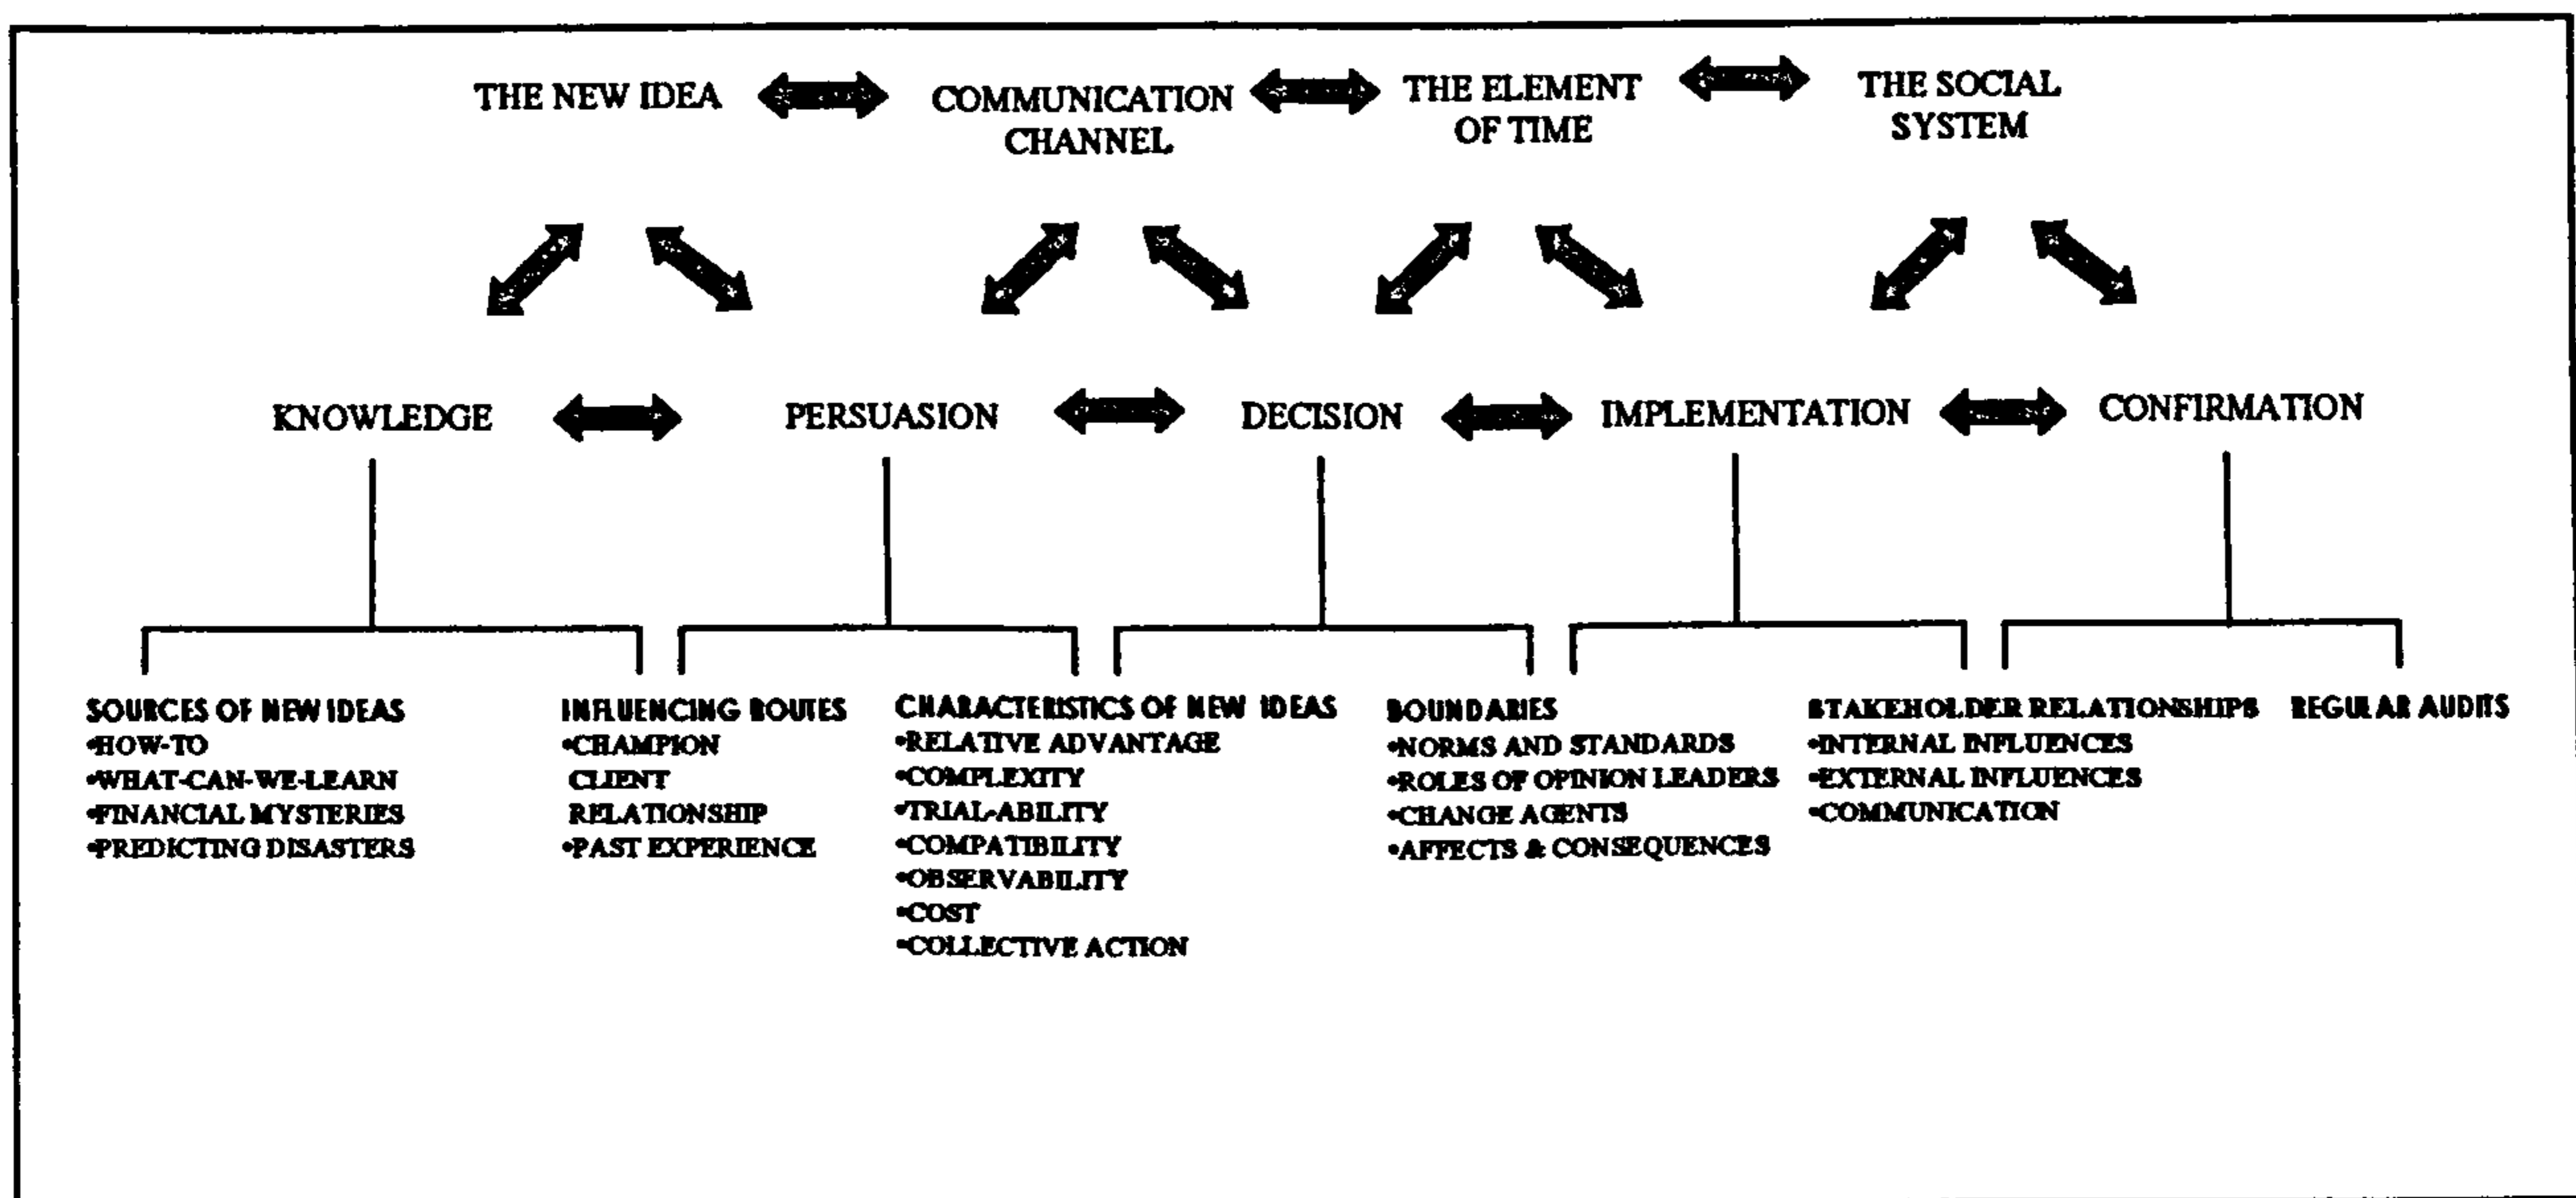 THE NEW IDEA
COMMUNICATION
CHANNEL
THE ELEMENT
OF TIME
THE SOCIAL
SYSTEM
KNOWLEDGE
PERSUASION
DECISION
IMPLEMENTATION
CONFIRMATION
SOURCES OF NEW IDEAS
•HOW-TO
•WHAT-CAN-WE-LEARN
•FINANCIAL MYSTERIES
•PREDICTING DISASTERS
INFLUENCING ROUTES
•CHAMPION
CLIENT
RELATIONSHIP
•PAST EXPERIENCE
CHARACTERISTICS OF NEW IDEAS
•RELATIVE ADVANTAGE
•COMPLEXITY
•TRIAL-ABILITY
•COMPATIBILITY
•OBSERVABILITY
•COST
•COLLECTIVE ACTION
BOUNDARIES
•NORMS AND STANDARDS
•ROLES OF OPINION LEADERS
•CHANGE AGENTS
•AFFECTS & CONSEQUENCES
STAKEHOLDER RELATIONSHIPS
•INTERNAL INFLUENCES
•EXTERNAL INFLUENCES
•COMMUNICATION
REGULAR AUDITS